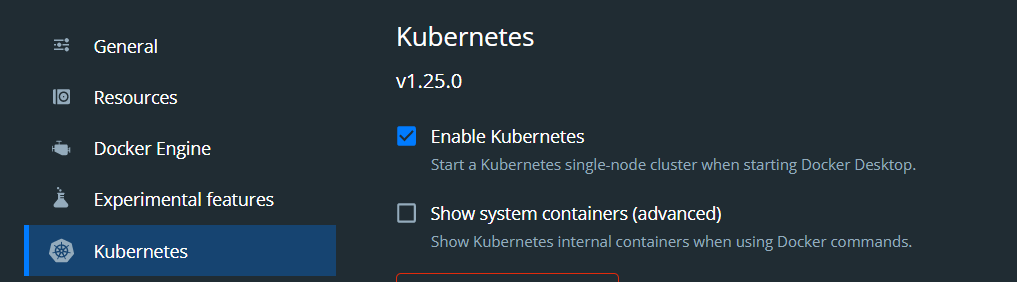 General
Resources
Docker Engine
Experimental features
Kubernetes
Kubernetes
v1.25.0
Enable Kubernetes
Start a Kubernetes single-node cluster when starting Docker Desktop.
Show system containers (advanced)
Show Kubernetes internal containers when using Docker commands.